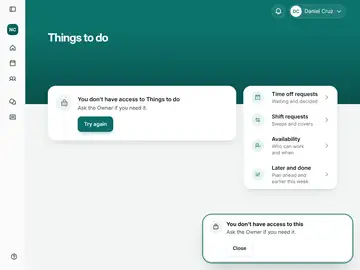 NC
DC Daniel Cruz
Things to do
You don't have access to Things to do
Ask the Owner if you need it.
Try again
Time off requests
Waiting and decided
Shift requests
Swaps and covers
Availability
Who can work
and when
Later and done
Plan ahead and
earlier this week
You don't have access to this
Ask the Owner if you need it.
Close